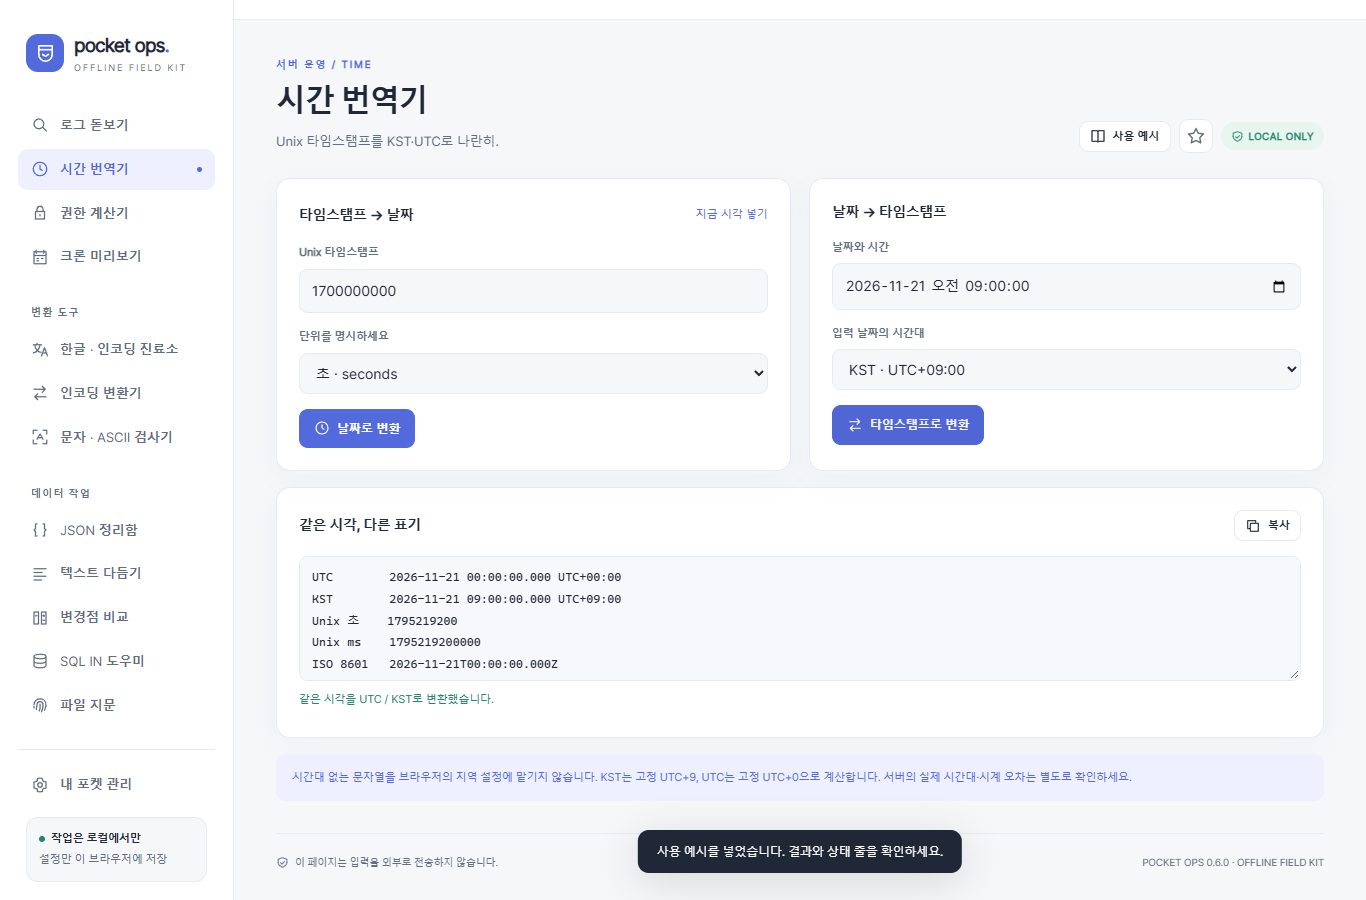 pocket ops.
OFFLINE FIELD KIT
로그 돋보기
시간 번역기
권한 계산기
크론 미리보기
변환 도구
한글 · 인코딩 진료소
인코딩 변환기
문자 · ASCII 검사기
데이터 작업
JSON 정리함
텍스트 다듬기
변경점 비교
SQL IN 도우미
파일 지문
내 포켓 관리
작업은 로컬에서만
설정만 이 브라우저에 저장
서버 운영 / TIME
시간 번역기
Unix 타임스탬프를 KST·UTC로 나란히.
사용 예시
LOCAL ONLY
타임스탬프 → 날짜
지금 시각 넣기
Unix 타임스탬프
1700000000
단위를 명시하세요
초 · seconds
날짜로 변환
날짜 → 타임스탬프
날짜와 시간
2026-11-21 오전 09:00:00
입력 날짜의 시간대
KST · UTC+09:00
타임스탬프로 변환
같은 시각, 다른 표기
복사
UTC 2026-11-21 00:00:00.000 UTC+00:00
KST 2026-11-21 09:00:00.000 UTC+09:00
Unix 초 1795219200
Unix ms 1795219200000
ISO 8601 2026-11-21T00:00:00.000Z
같은 시각을 UTC / KST로 변환했습니다.
시간대 없는 문자열을 브라우저의 지역 설정에 맡기지 않습니다. KST는 고정 UTC+9, UTC는 고정 UTC+0으로 계산합니다. 서버의 실제 시간대·시계 오차는 별도로 확인하세요.
이 페이지는 입력을 외부로 전송하지 않습니다.
사용 예시를 넣었습니다. 결과와 상태 줄을 확인하세요.
POCKET OPS 0.6.0 · OFFLINE FIELD KIT